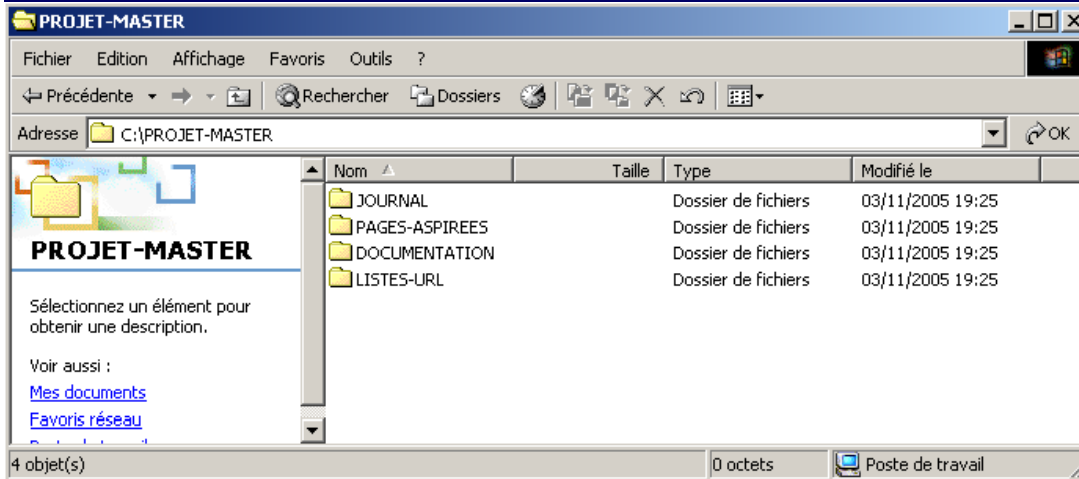 PROJET-MASTER
Fichier Edition Affichage Favoris Outils ?
Précédente Rechercher Dossiers
Adresse C:\PROJET-MASTER OK
Nom Taille Type Modifié le
JOURNAL Dossier de fichiers 03/11/2005 19:25
PAGES-ASPIREES Dossier de fichiers 03/11/2005 19:25
DOCUMENTATION Dossier de fichiers 03/11/2005 19:25
LISTES-URL Dossier de fichiers 03/11/2005 19:25
PROJET-MASTER
Sélectionnez un élément pour
obtenir une description.
Voir aussi :
Mes documents
Favoris réseau
4 objet(s) 0 octets Poste de travail